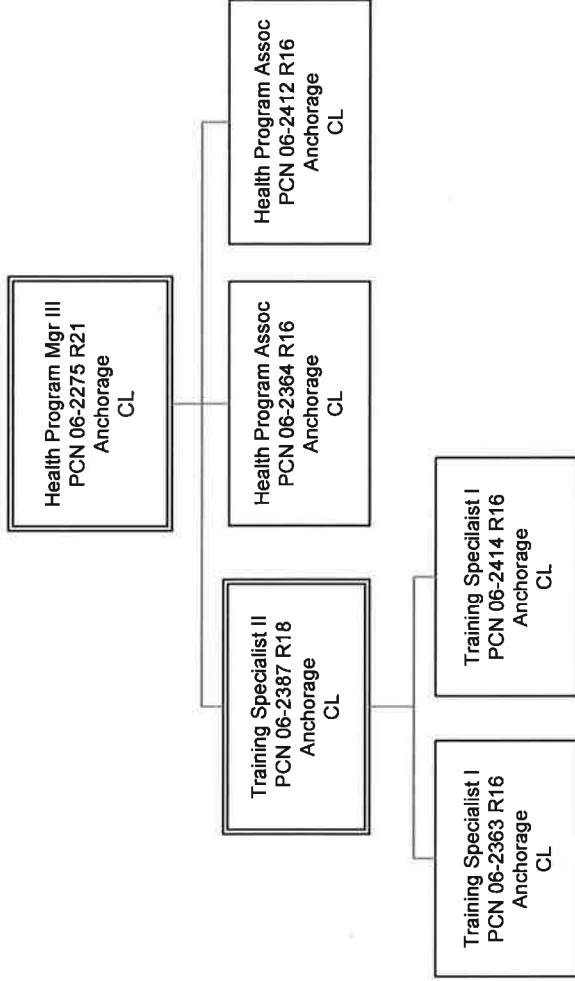 Health Program Mgr III
PCN 06-2275 R21
Anchorage
CL
Training Specialist II
PCN 06-2387 R18
Anchorage
CL
Health Program Assoc
PCN 06-2364 R16
Anchorage
CL
Health Program Assoc
PCN 06-2412 R16
Anchorage
CL
Training Specialist I
PCN 06-2363 R16
Anchorage
CL
Training Specilaist I
PCN 06-2414 R16
Anchorage
CL